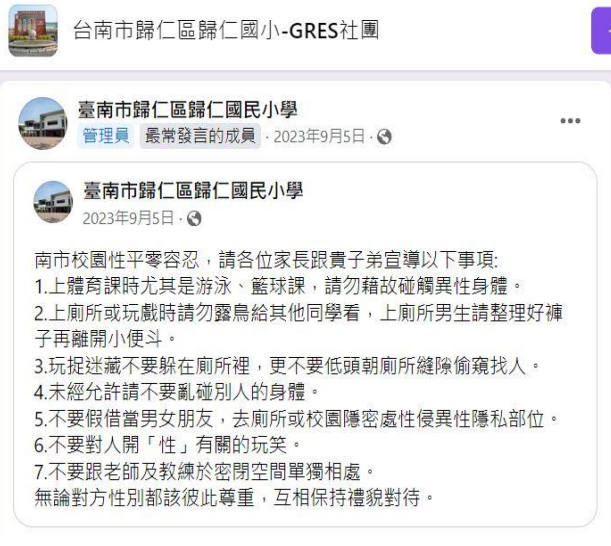 台南市歸仁區歸仁國小-GRES社團
臺南市歸仁區歸仁國民小學
管理員 最常發言的成員 · 2023年9月5日 ·
臺南市歸仁區歸仁國民小學
2023年9月5日 ·
南市校園性平零容忍，請各位家長跟貴子弟宣導以下事項:
1.上體育課時尤其是游泳、籃球課，請勿藉故碰觸異性身體。
2.上廁所或玩戲時請勿露鳥給其他同學看，上廁所男生請整理好褲
子再離開小便斗。
3.玩捉迷藏不要躲在廁所裡，更不要低頭朝廁所縫隙偷窺找人。
4.未經允許請不要亂碰別人的身體。
5.不要假借當男女朋友，去廁所或校園隱密處性侵異性隱私部位。
6.不要對人開「性」有關的玩笑。
7.不要跟老師及教練於密閉空間單獨相處。
無論對方性別都該彼此尊重，互相保持禮貌對待。